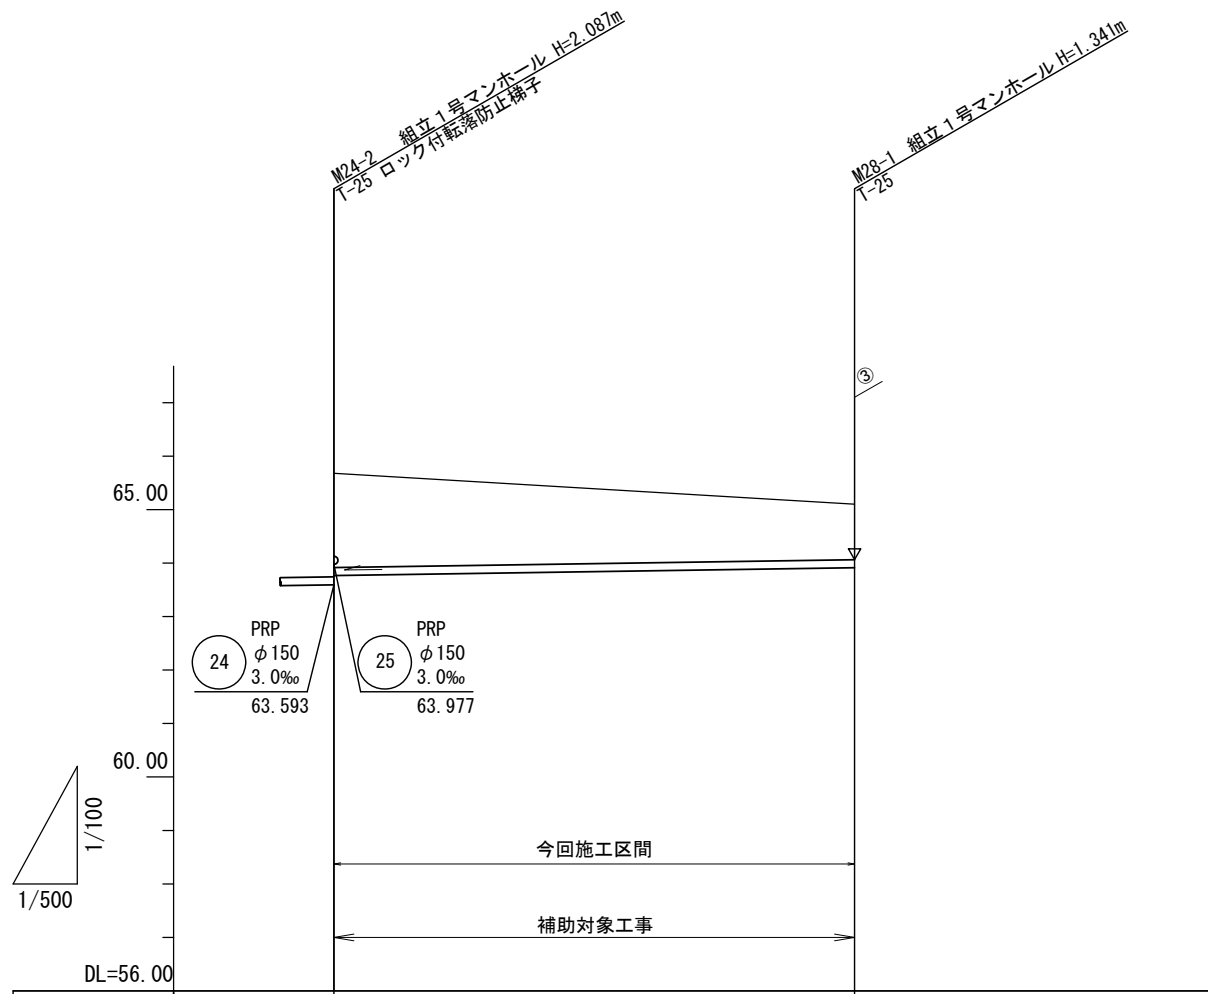 M24-2 組立1号マンホール H=2.087m
T-25 ロック付転落防止梯子
M28-1 組立1号マンホール H=1.341m
T-25
③
65.00
24
PRP
φ150
3.0‰
63.593
25
PRP
φ150
3.0‰
63.977
60.00
1/100
1/500
今回施工区間
補助対象工事
DL=56.00